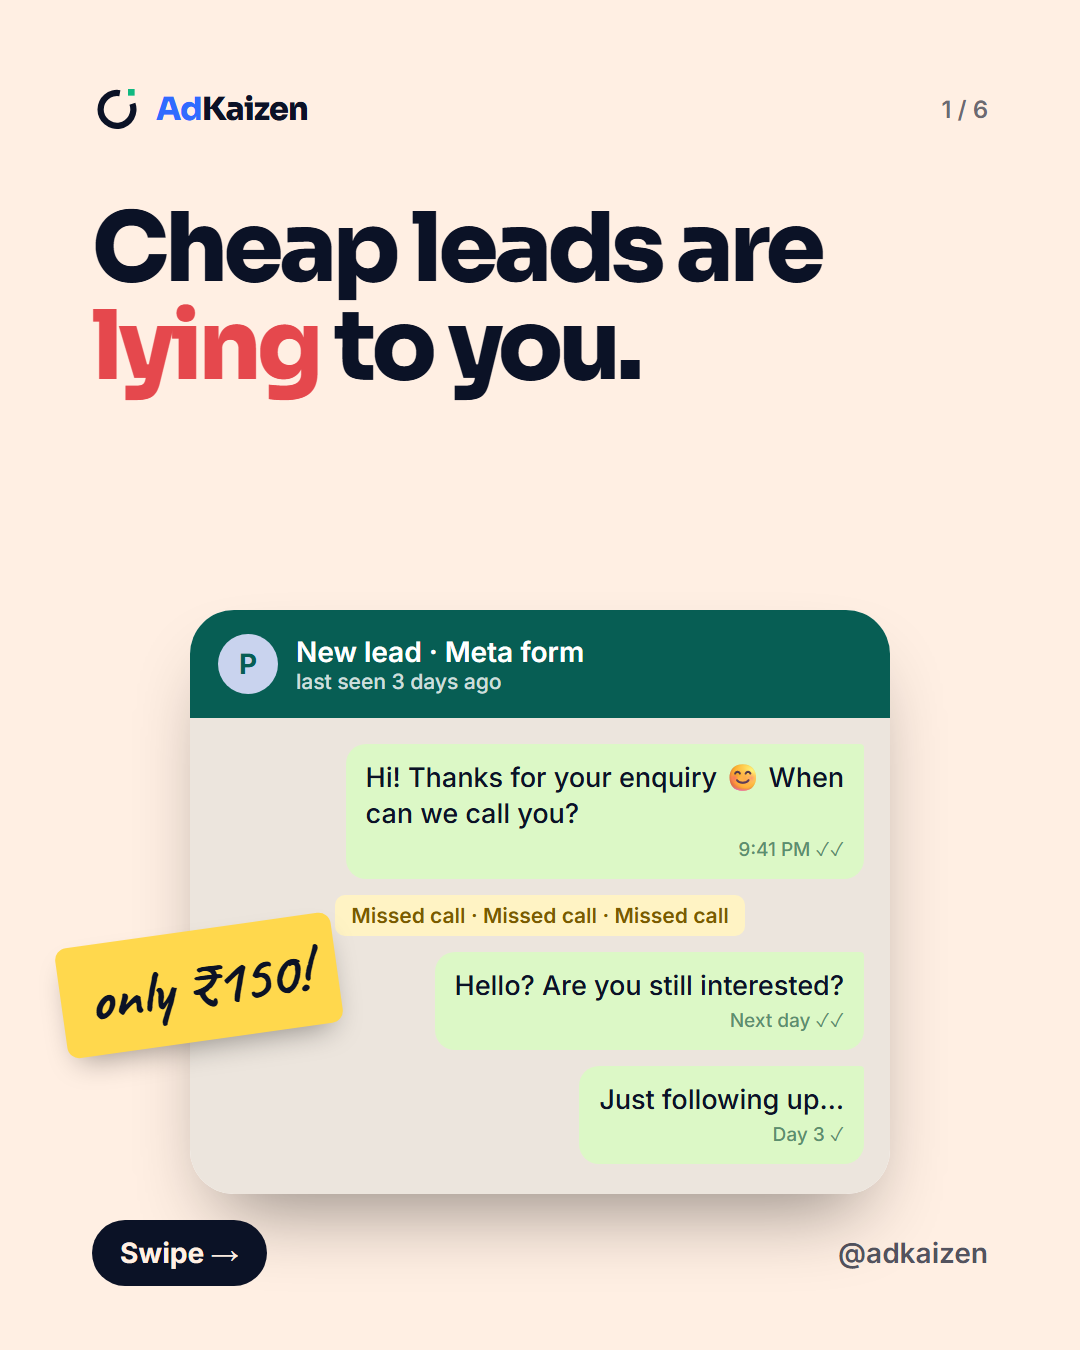 AdKaizen
1 / 6
Cheap leads are
lying to you.
P
New lead · Meta form
last seen 3 days ago
Hi! Thanks for your enquiry 😊 When
can we call you?
9:41 PM ✓✓
Missed call · Missed call · Missed call
only ₹150!
Hello? Are you still interested?
Next day ✓✓
Just following up...
Day 3 ✓
Swipe →
@adkaizen